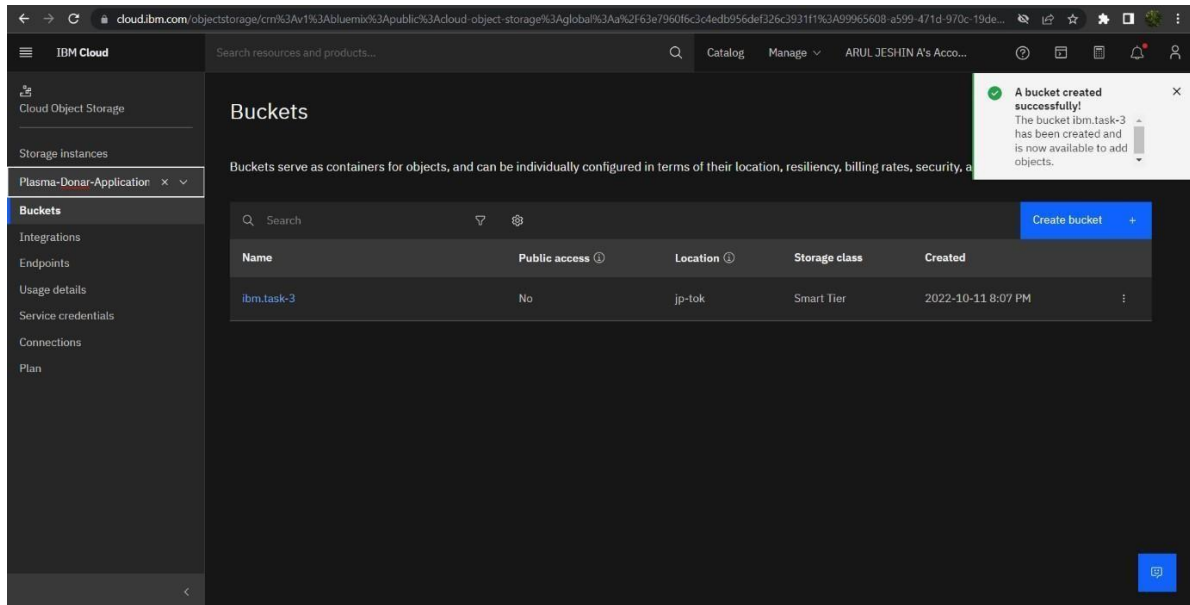 cloud.ibm.com/objectstorage/crn%3Av1%3Abluemix%3Apublic%3Acloud-object-storage%3Aglobal%3Aa%2F63e7960f6c3c4edb956def326c3931f1%3A99965608-a599-471d-970c-19de...
IBM Cloud
Search resources and products...
Catalog
Manage
ARUL JESHIN A's Acco...
Cloud Object Storage
Storage instances
Plasma-Donar-Application
Buckets
Integrations
Endpoints
Usage details
Service credentials
Connections
Plan
Buckets
Buckets serve as containers for objects, and can be individually configured in terms of their location, resiliency, billing rates, security, a
A bucket created
successfully!
The bucket ibm.task-3
has been created and
is now available to add
objects.
Search
Create bucket +
Name Public access Location Storage class Created
ibm.task-3 No jp-tok Smart Tier 2022-10-11 8:07 PM